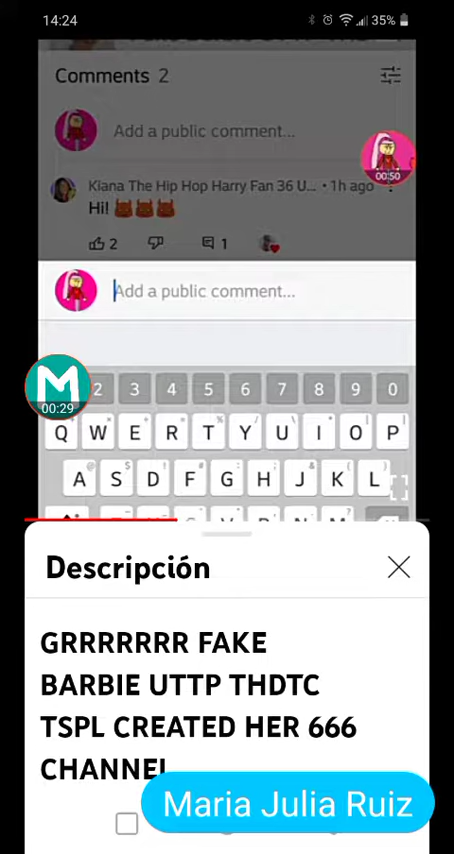 14:24
35%
Comments 2
Add a public comment...
00:50
Kiana The Hip Hop Harry Fan 36 U... • 1h ago
Hi!
2
1
Add a public comment...
M
00:29
2 3 4 5 6 7 8 9 0
Q W E R T Y U I O P
A S D F G H J K L
Descripción
GRRRRRRR FAKE
BARBIE UTTP THDTC
TSPL CREATED HER 666
CHANNEL
Maria Julia Ruiz